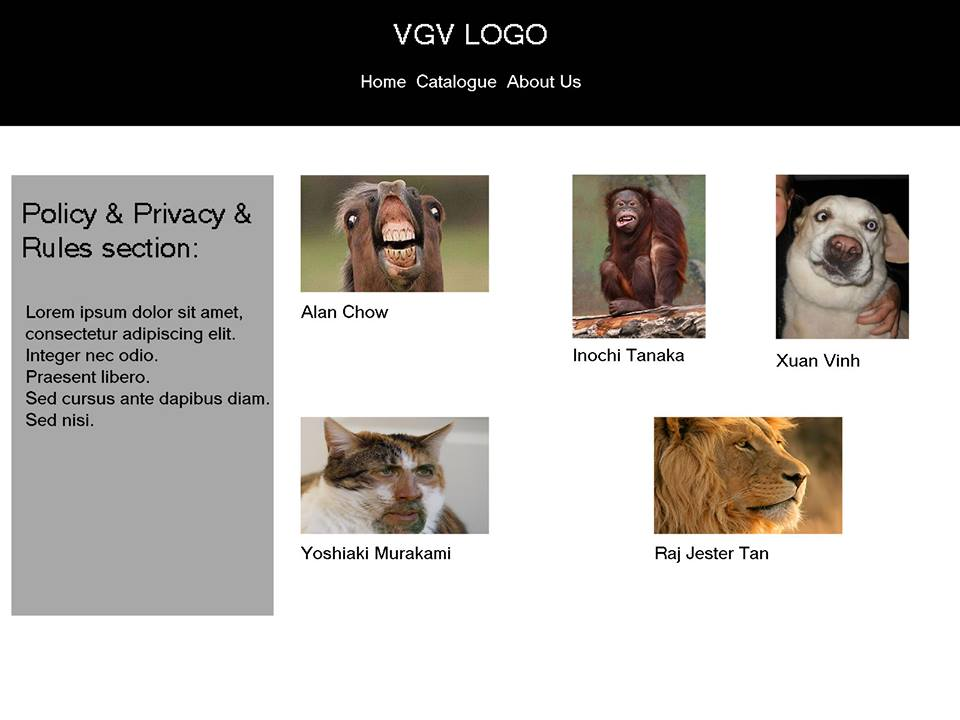 VGV LOGO
Home Catalogue About Us
Policy & Privacy &
Rules section:
Lorem ipsum dolor sit amet,
consectetur adipiscing elit.
Integer nec odio.
Praesent libero.
Sed cursus ante dapibus diam.
Sed nisi.
Alan Chow
Inochi Tanaka
Xuan Vinh
Yoshiaki Murakami
Raj Jester Tan